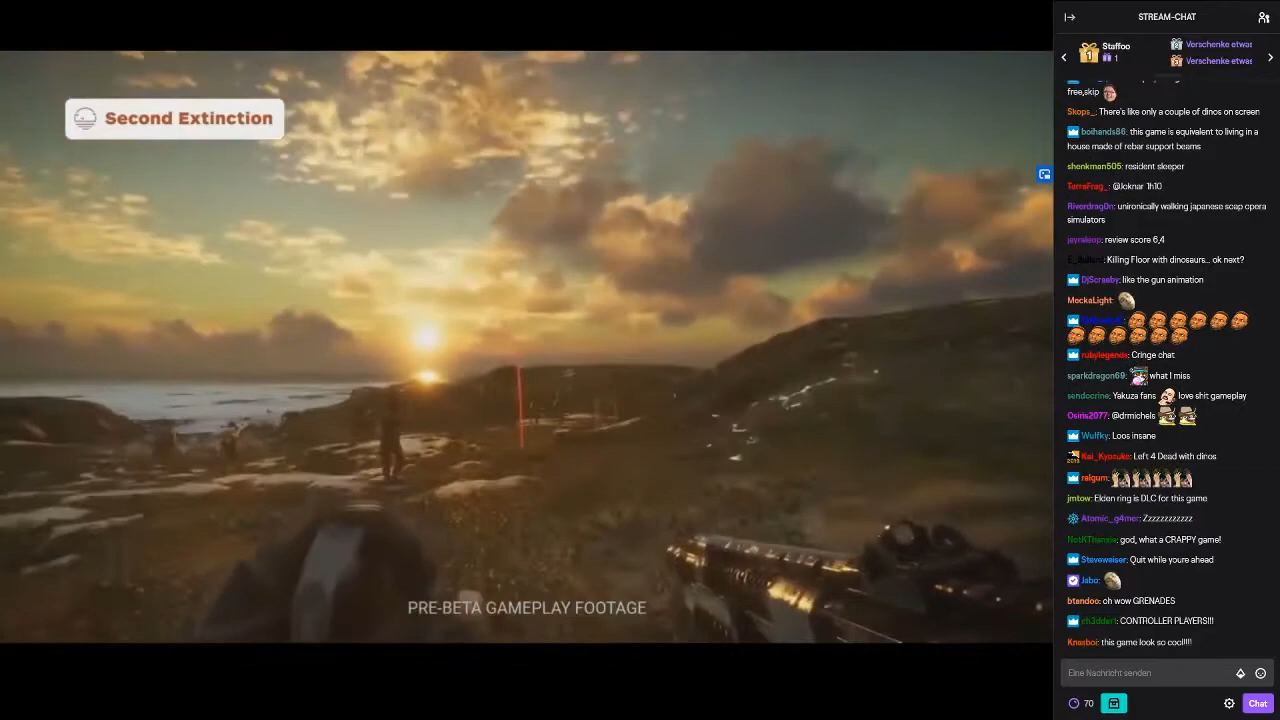 Second Extinction
PRE-BETA GAMEPLAY FOOTAGE
STREAM-CHAT
1
Staffoo
1
Verschenke etwas
Verschenke etwas
free,skip
Skops_: There's like only a couple of dinos on screen
boihands86: this game is equivalent to living in a
house made of rebar support beams
shenkman505: resident sleeper
TerraFrag_: @loknar 1h10
Riverdrag0n: unironically walking japanese soap opera
simulators
review score 6,4
Killing Floor with dinosaurs... ok next?
DjScraaby: like the gun animation
MeckaLight:
rubylegends: Cringe chat
sparkdragon69: what I miss
sendocrine: Yakuza fans love shit gameplay
Osiris2077: @drmichels
Wulfky: Loos insane
Kai_Kyosuke: Left 4 Dead with dinos
ralgum:
jmtow: Elden ring is DLC for this game
Atomic_g4mer: Zzzzzzzzzzz
god, what a CRAPPY game!
Steveweiser: Quit while youre ahead
Jabo:
btandoo: oh wow GRENADES
CONTROLLER PLAYERS!!!
Knasboi: this game look so cool!!!!
Eine Nachricht senden
70
Chat